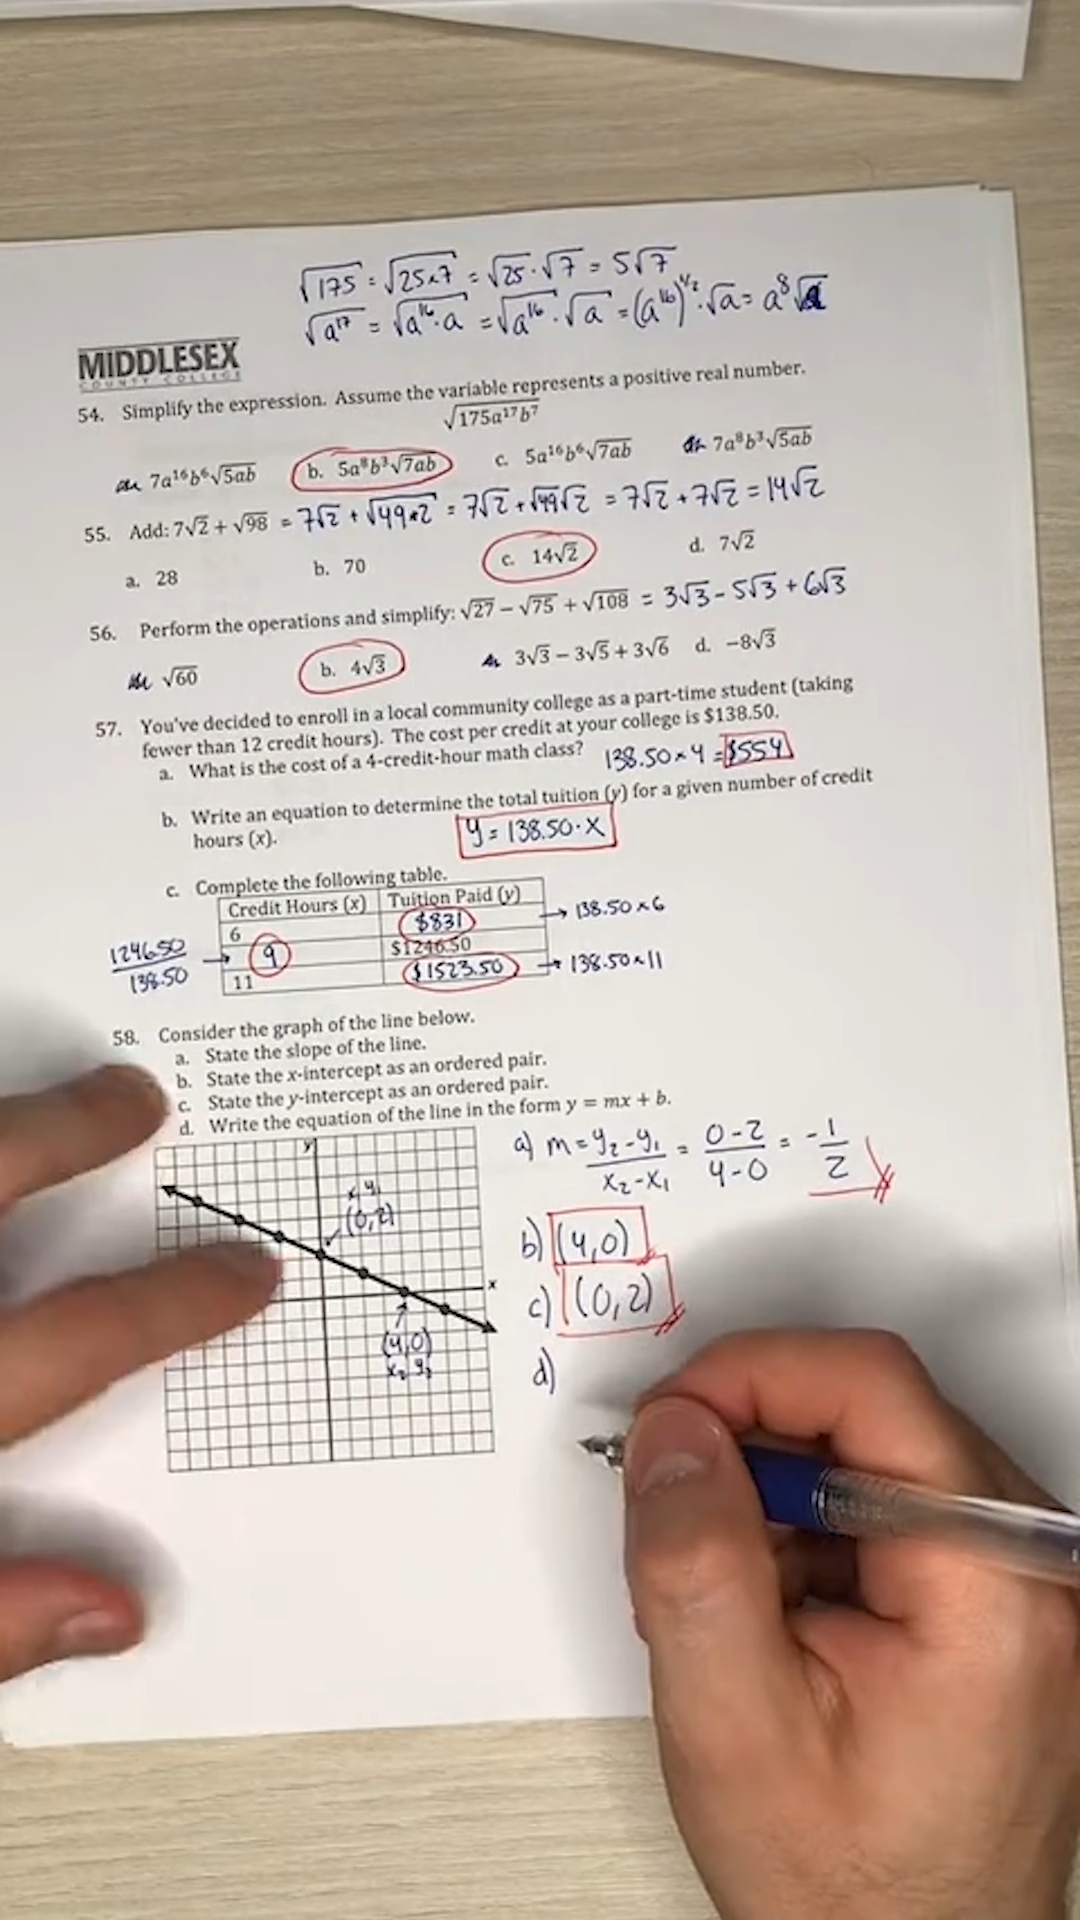 √175 = √25×7 = √25 · √7 = 5√7
√a¹⁷ = √a¹⁶·a = √a¹⁶ · √a = (a¹⁶)^1/2 · √a = a⁸√a
MIDDLESEX
COUNTY COLLEGE
54. Simplify the expression. Assume the variable represents a positive real number.
√175a¹⁷b⁷
7a¹⁶b⁶√5ab b. 5a⁸b³√7ab c. 5a¹⁶b⁶√7ab 7a⁸b³√5ab
55. Add: 7√2 + √98 = 7√2 + √49×2 = 7√2 + √49√2 = 7√2 + 7√2 = 14√2
a. 28 b. 70 c. 14√2 d. 7√2
56. Perform the operations and simplify: √27 − √75 + √108 = 3√3 - 5√3 + 6√3
√60 b. 4√3 3√3 − 3√5 + 3√6 d. −8√3
57. You've decided to enroll in a local community college as a part-time student (taking
fewer than 12 credit hours). The cost per credit at your college is $138.50.
a. What is the cost of a 4-credit-hour math class? 138.50×4 = $554
b. Write an equation to determine the total tuition (y) for a given number of credit
hours (x). y = 138.50·x
c. Complete the following table.
Credit Hours (x) Tuition Paid (y)
6 $831 → 138.50×6
1246.50/138.50 → 9 $1246.50
11 $1523.50 → 138.50×11
58. Consider the graph of the line below.
a. State the slope of the line.
b. State the x-intercept as an ordered pair.
c. State the y-intercept as an ordered pair.
d. Write the equation of the line in the form y = mx + b.
a) m = y₂-y₁/x₂-x₁ = 0-2/4-0 = -1/2
y
x₁ y₁
(0,2)
x
(4,0)
x₂ y₂
b) (4,0)
c) (0,2)
d)